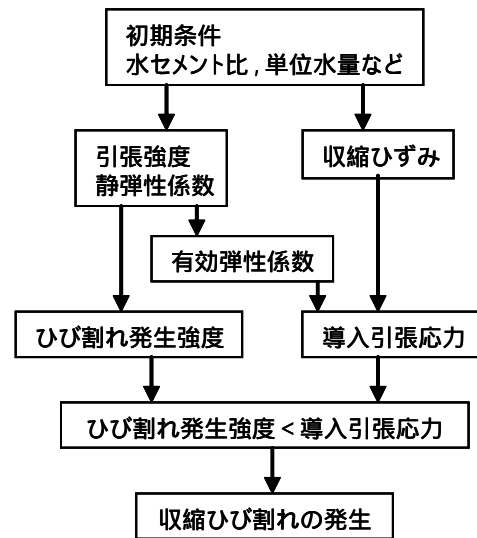 初期条件
水セメント比，単位水量など
引張強度
静弾性係数
収縮ひずみ
有効弾性係数
ひび割れ発生強度
導入引張応力
ひび割れ発生強度＜導入引張応力
収縮ひび割れの発生